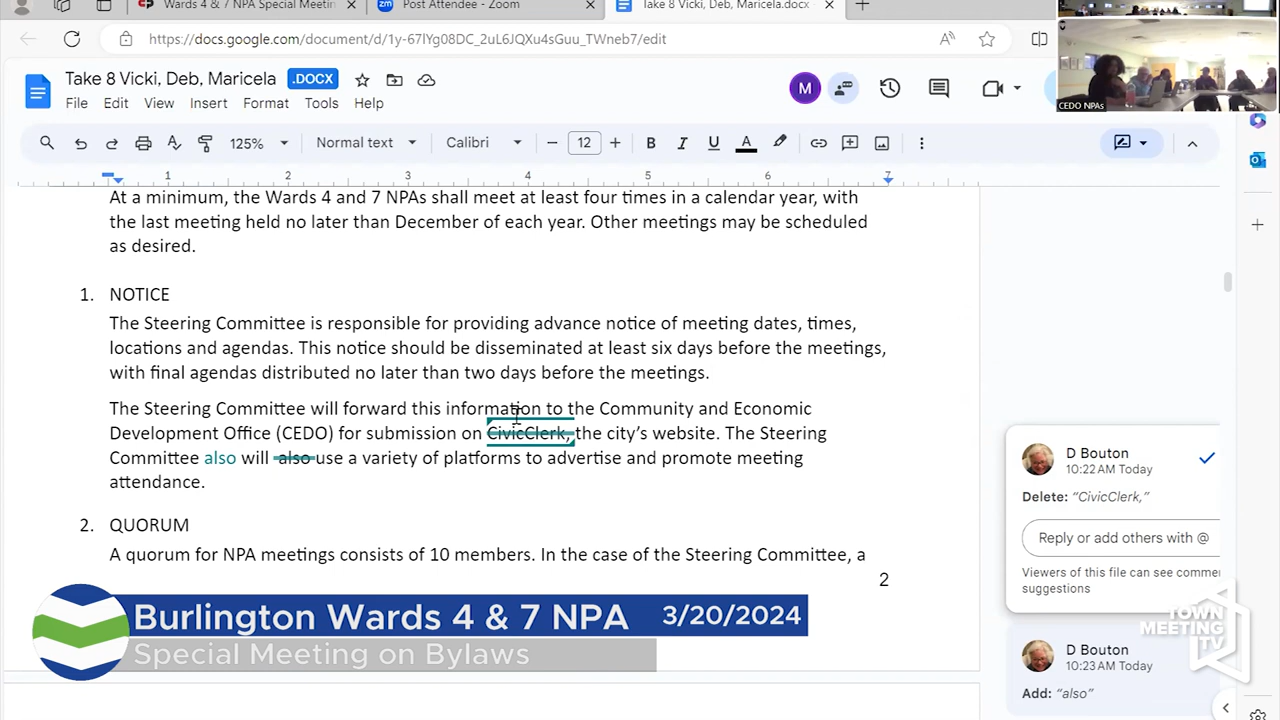 Wards 4 & 7 NPA Special Meetin
Post Attendee - Zoom
Take 8 Vicki, Deb, Maricela.docx
https://docs.google.com/document/d/1y-67lYg08DC_2uL6JQXu4sGuu_TWneb7/edit
Take 8 Vicki, Deb, Maricela .DOCX
File Edit View Insert Format Tools Help
M
CEDO NPAs
125% Normal text Calibri 12 B I U A
1 2 3 4 5 6 7
At a minimum, the Wards 4 and 7 NPAs shall meet at least four times in a calendar year, with
the last meeting held no later than December of each year. Other meetings may be scheduled
as desired.
1. NOTICE
The Steering Committee is responsible for providing advance notice of meeting dates, times,
locations and agendas. This notice should be disseminated at least six days before the meetings,
with final agendas distributed no later than two days before the meetings.
The Steering Committee will forward this information to the Community and Economic
Development Office (CEDO) for submission on CivicClerk, the city's website. The Steering
Committee also will also use a variety of platforms to advertise and promote meeting
attendance.
2. QUORUM
A quorum for NPA meetings consists of 10 members. In the case of the Steering Committee, a
2
D Bouton
10:22 AM Today
Delete: "CivicClerk,"
Reply or add others with @
Viewers of this file can see comme
suggestions
D Bouton
10:23 AM Today
Add: "also"
Burlington Wards 4 & 7 NPA 3/20/2024
Special Meeting on Bylaws
TOWN
MEETING
TV